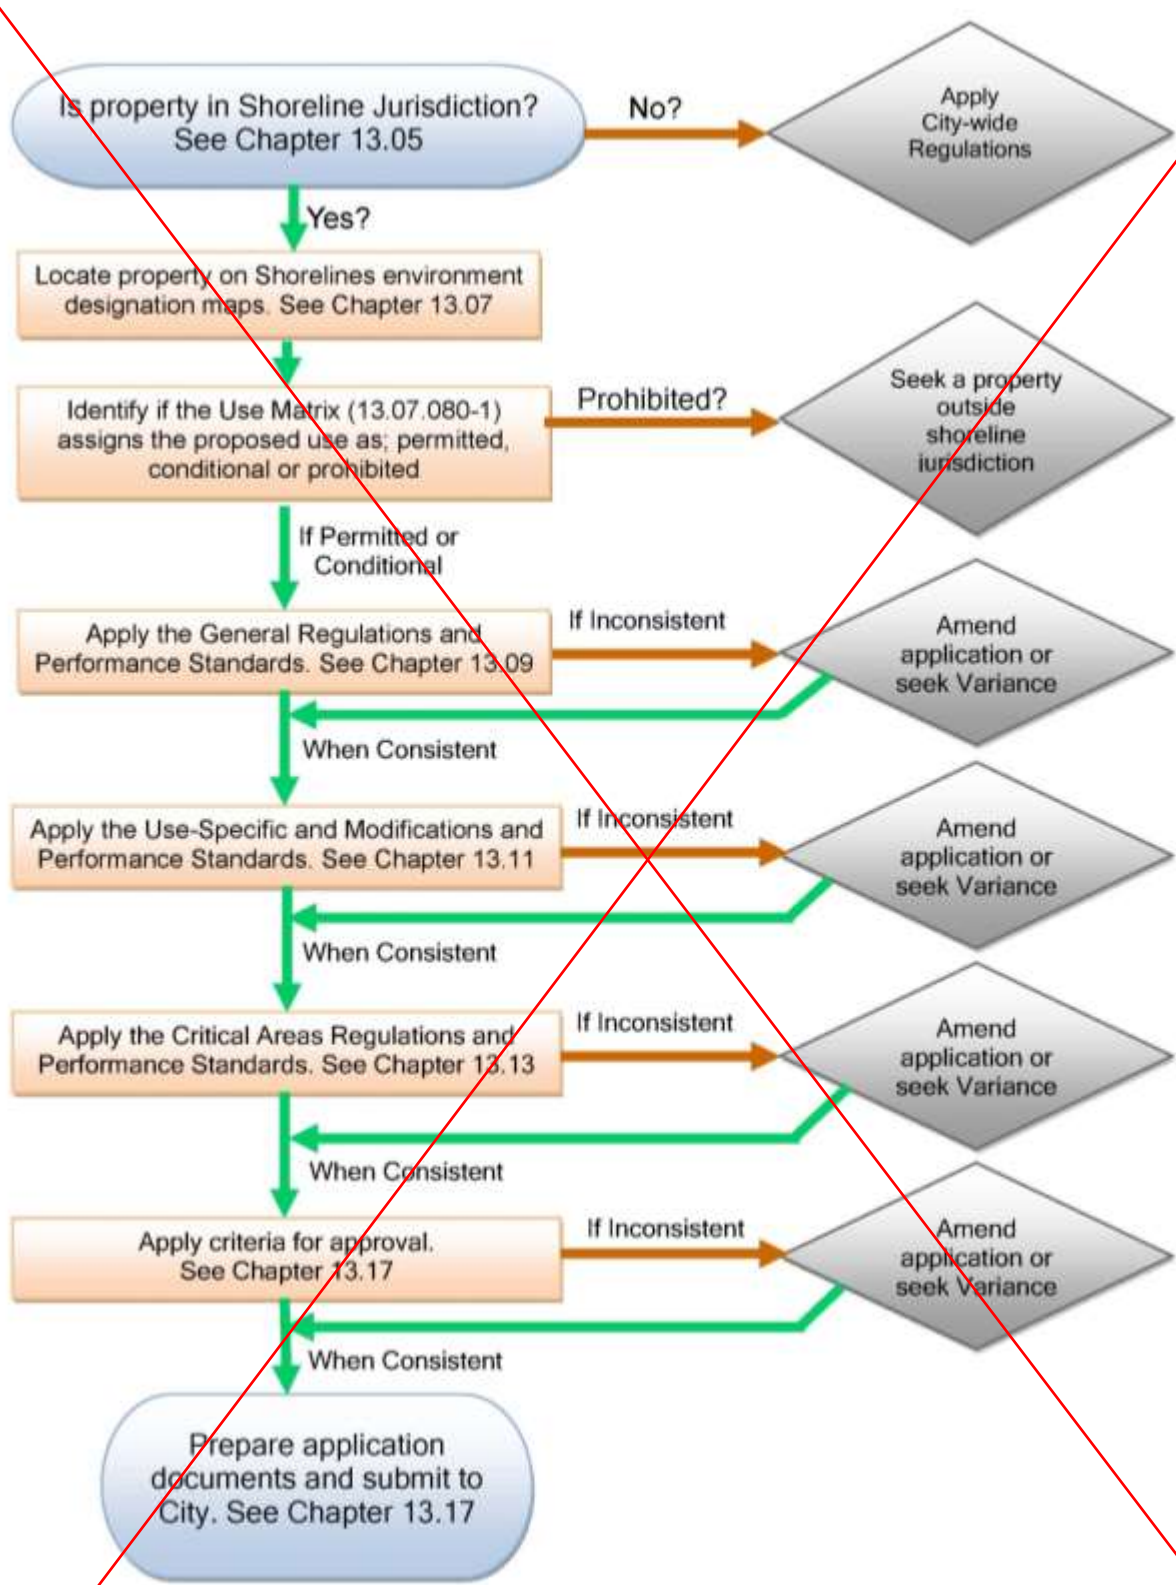 Is property in Shoreline Jurisdiction?
See Chapter 13.05
No?
Apply
City-wide
Regulations
Yes?
Locate property on Shorelines environment
designation maps. See Chapter 13.07
Identify if the Use Matrix (13.07.080-1)
assigns the proposed use as; permitted,
conditional or prohibited
Prohibited?
Seek a property
outside
shoreline
jurisdiction
If Permitted or
Conditional
Apply the General Regulations and
Performance Standards. See Chapter 13.09
If Inconsistent
Amend
application or
seek Variance
When Consistent
Apply the Use-Specific and Modifications and
Performance Standards. See Chapter 13.11
If Inconsistent
Amend
application or
seek Variance
When Consistent
Apply the Critical Areas Regulations and
Performance Standards. See Chapter 13.13
If Inconsistent
Amend
application or
seek Variance
When Consistent
Apply criteria for approval.
See Chapter 13.17
If Inconsistent
Amend
application or
seek Variance
When Consistent
Prepare application
documents and submit to
City. See Chapter 13.17